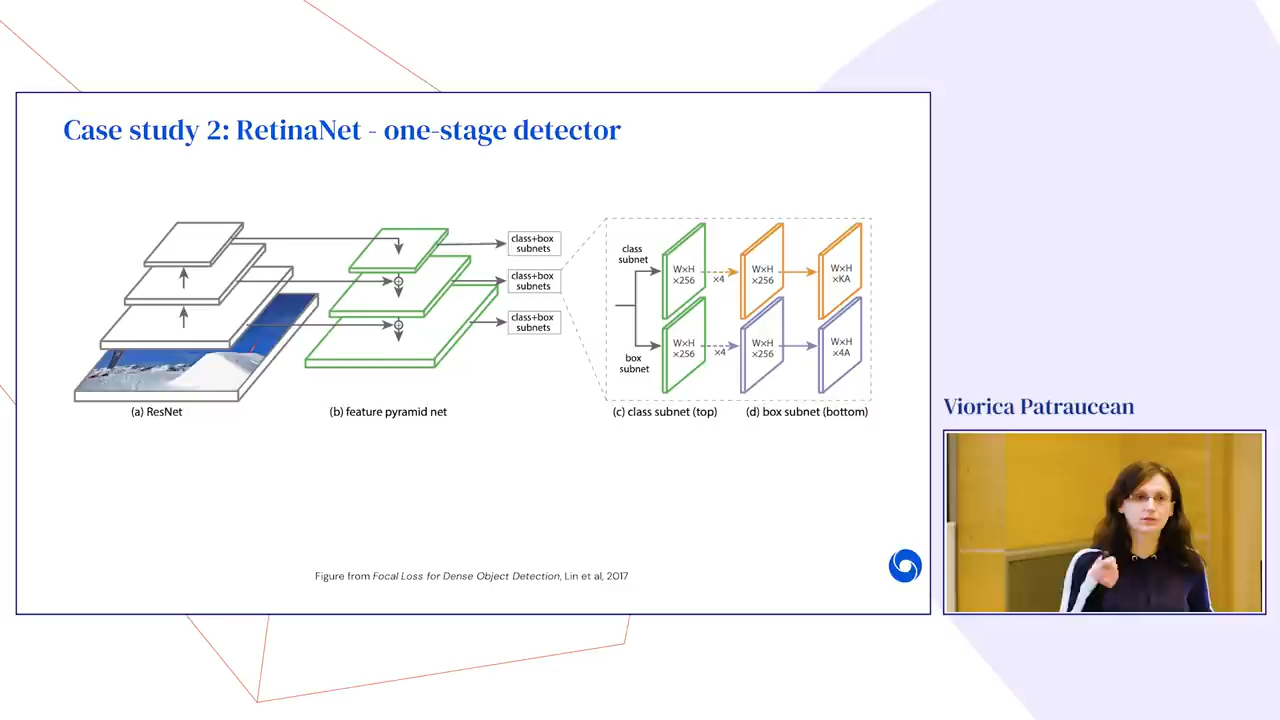 Case study 2: RetinaNet - one-stage detector
class+box
subnets
class+box
subnets
class+box
subnets
class
subnet
box
subnet
W×H
×256
×4
W×H
×256
W×H
×KA
W×H
×256
×4
W×H
×256
W×H
×4A
(a) ResNet
(b) feature pyramid net
(c) class subnet (top)
(d) box subnet (bottom)
Figure from Focal Loss for Dense Object Detection, Lin et al, 2017
Viorica Patraucean